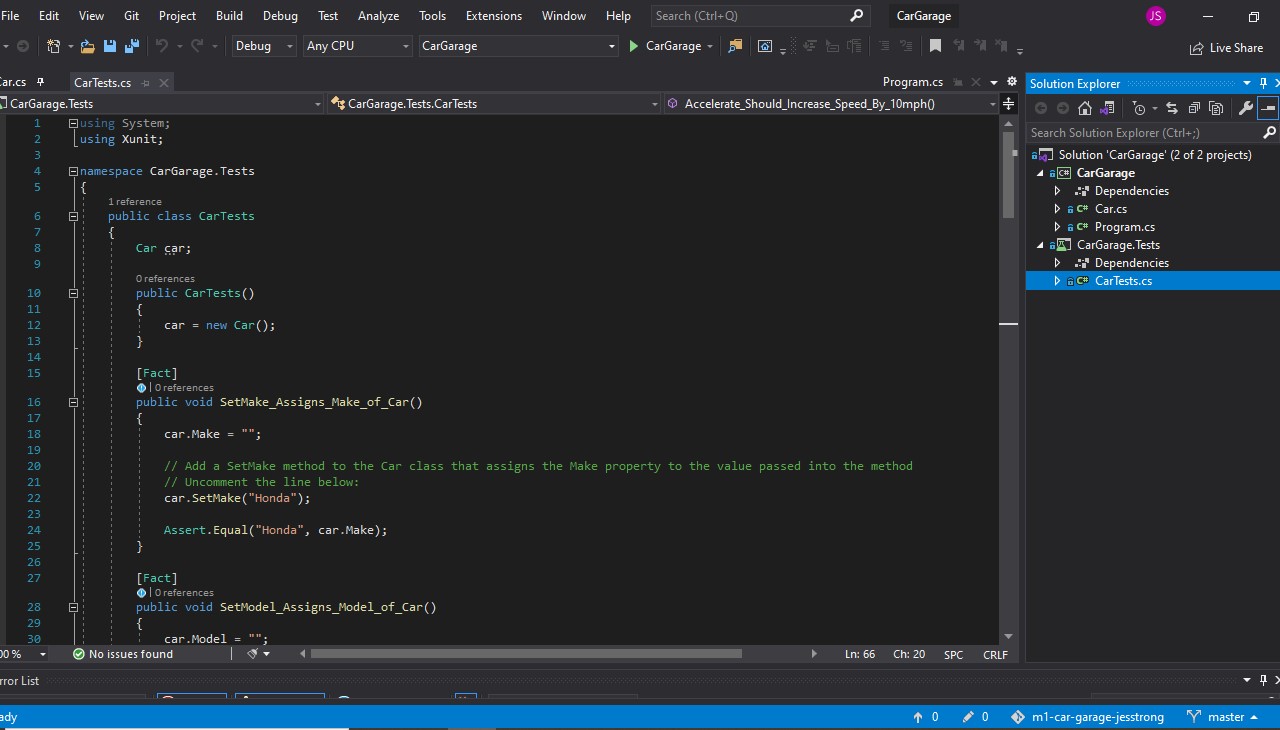 File Edit View Git Project Build Debug Test Analyze Tools Extensions Window Help Search (Ctrl+Q) CarGarage JS
Debug Any CPU CarGarage CarGarage Live Share
ar.cs CarTests.cs Program.cs
CarGarage.Tests CarGarage.Tests.CarTests Accelerate_Should_Increase_Speed_By_10mph()
1 using System;
2 using Xunit;
3
4 namespace CarGarage.Tests
5 {
1 reference
6 public class CarTests
7 {
8 Car car;
9
0 references
10 public CarTests()
11 {
12 car = new Car();
13 }
14
15 [Fact]
0 references
16 public void SetMake_Assigns_Make_of_Car()
17 {
18 car.Make = "";
19
20 // Add a SetMake method to the Car class that assigns the Make property to the value passed into the method
21 // Uncomment the line below:
22 car.SetMake("Honda");
23
24 Assert.Equal("Honda", car.Make);
25 }
26
27 [Fact]
0 references
28 public void SetModel_Assigns_Model_of_Car()
29 {
30 car.Model = "";
00 % No issues found Ln: 66 Ch: 20 SPC CRLF
Solution Explorer
Search Solution Explorer (Ctrl+;)
Solution 'CarGarage' (2 of 2 projects)
CarGarage
Dependencies
C# Car.cs
C# Program.cs
CarGarage.Tests
Dependencies
C# CarTests.cs
rror List
ady 0 0 m1-car-garage-jesstrong master